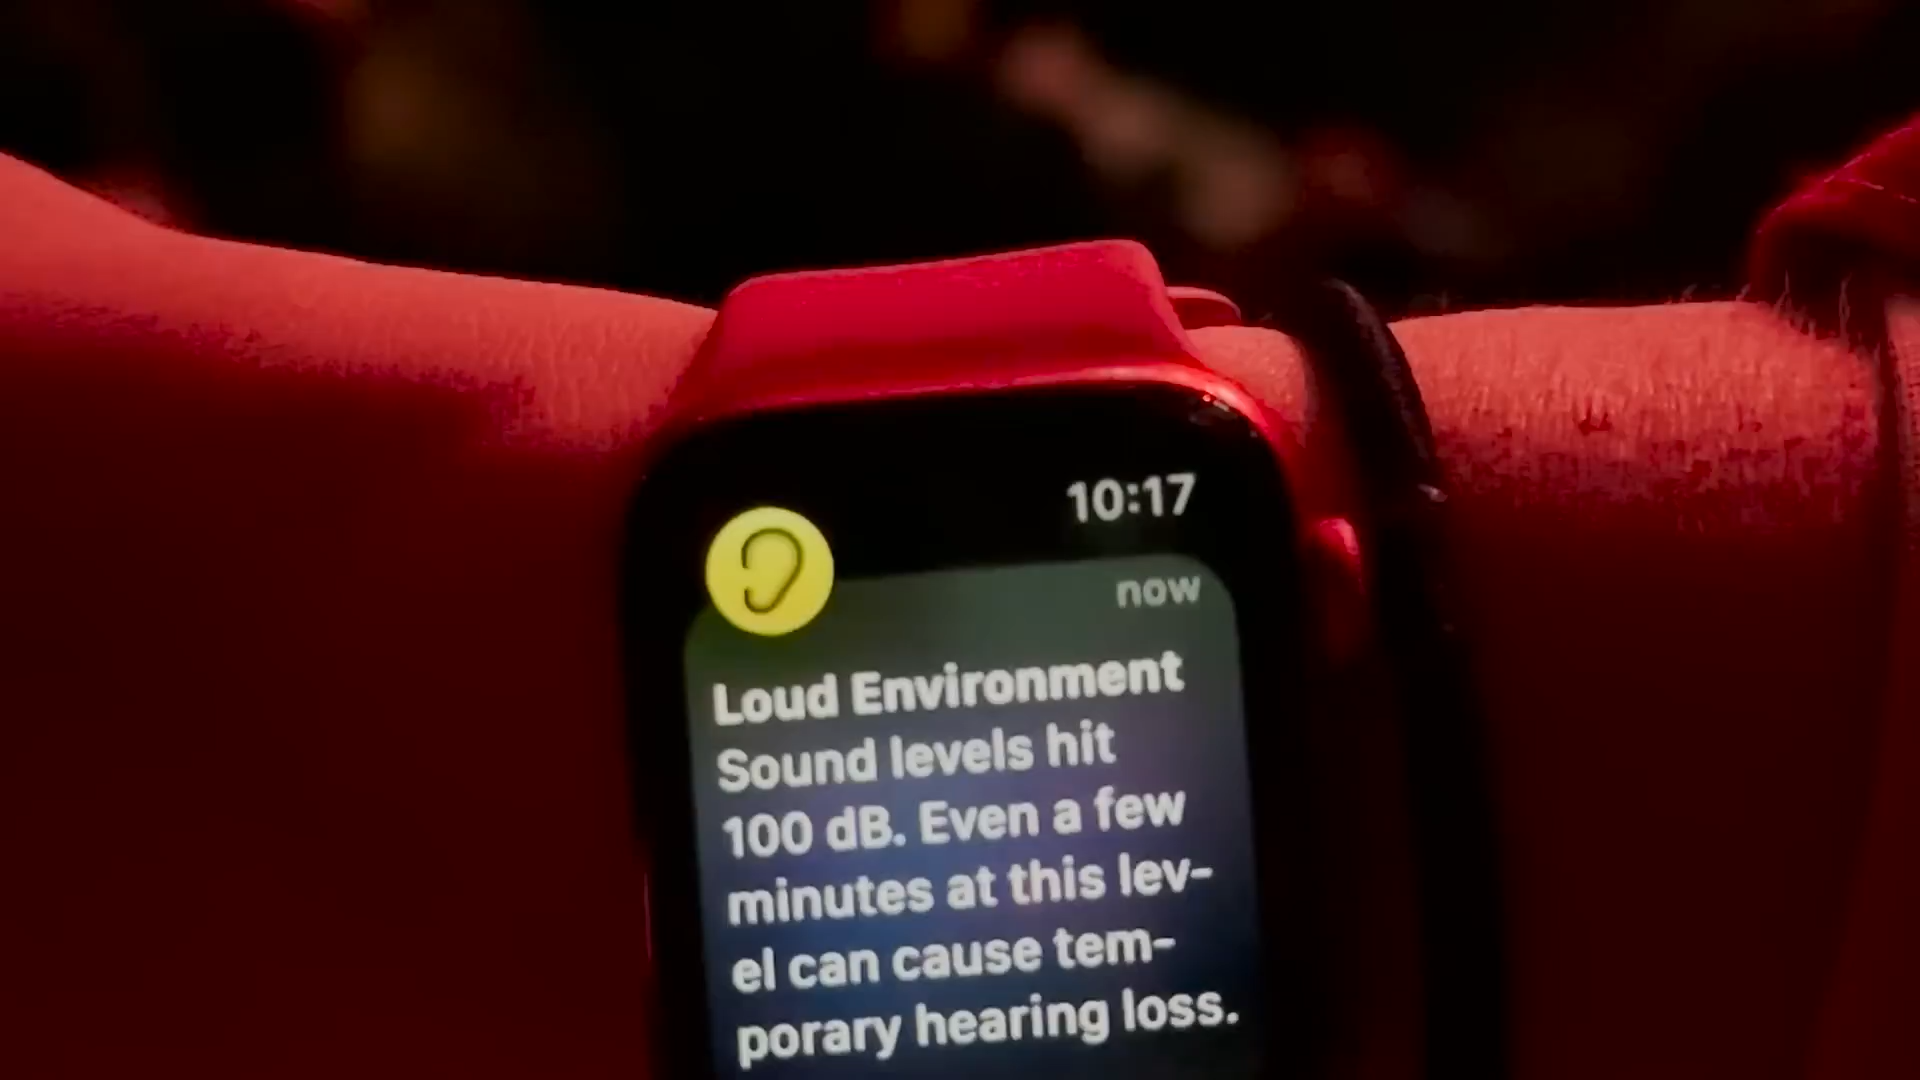 10:17
now
Loud Environment
Sound levels hit
100 dB. Even a few
minutes at this lev-
el can cause tem-
porary hearing loss.